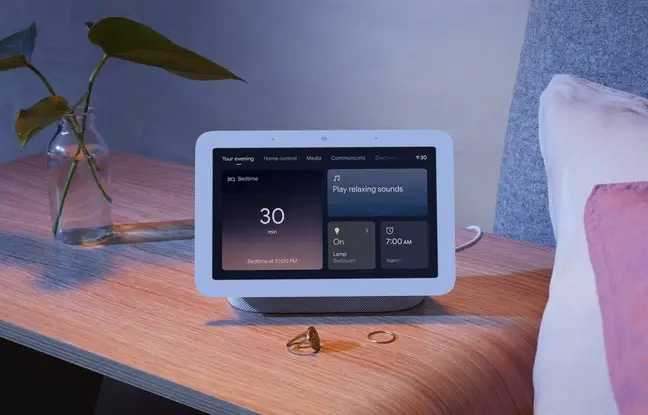 Your evening Home control Media Communicate 9:30
Bedtime
30
min
Bedtime at 10:00 PM
Play relaxing sounds
On
Lamp
Bedroom
7:00 AM
Alarm